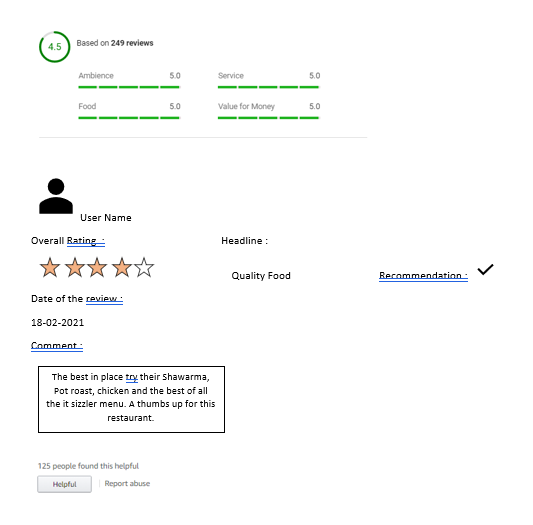 4.5 Based on 249 reviews
Ambience 5.0 Service 5.0
Food 5.0 Value for Money 5.0
User Name
Overall Rating : Headline :
Quality Food Recommendation :
Date of the review :
18-02-2021
Comment :
The best in place try their Shawarma,
Pot roast, chicken and the best of all
the it sizzler menu. A thumbs up for this
restaurant.
125 people found this helpful
Helpful | Report abuse